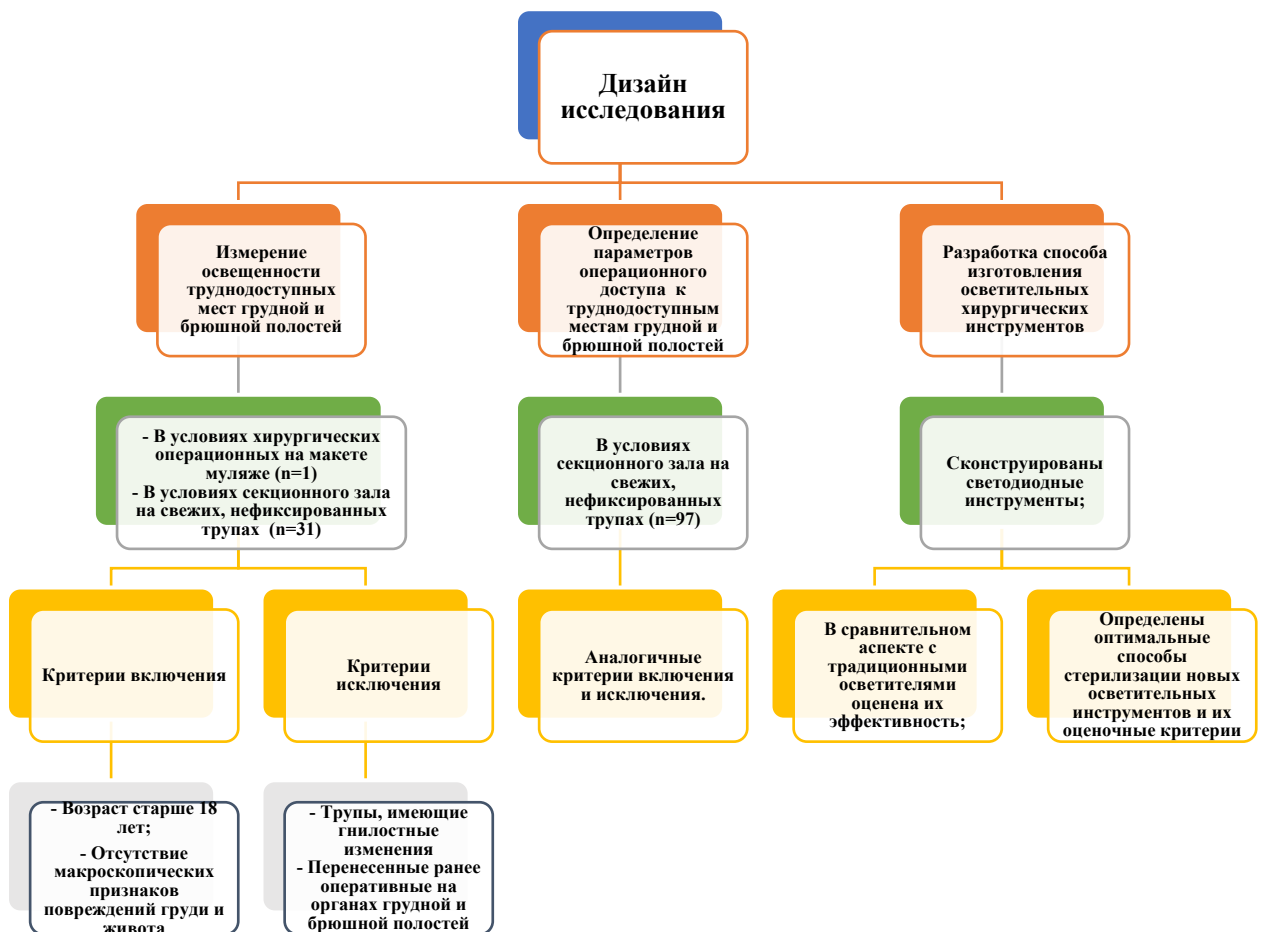 Дизайн
исследования
Измерение
освещенности
труднодоступных
мест грудной и
брюшной полостей
Определение
параметров
операционного
доступа к
труднодоступным
местам грудной и
брюшной полостей
Разработка способа
изготовления
осветительных
хирургических
инструментов
- В условиях хирургических
операционных на макете
муляже (n=1)
- В условиях секционного зала
на свежих, нефиксированных
трупах (n=31)
В условиях
секционного зала на
свежих,
нефиксированных
трупах (n=97)
Сконструированы
светодиодные
инструменты;
Критерии включения
Критерии
исключения
Аналогичные
критерии включения
и исключения.
В сравнительном
аспекте с
традиционными
осветителями
оценена их
эффективность;
Определены
оптимальные
способы
стерилизации новых
осветительных
инструментов и их
оценочные критерии
- Возраст старше 18
лет;
- Отсутствие
макроскопических
признаков
повреждений груди и
живота
- Трупы, имеющие
гнилостные
изменения
- Перенесенные ранее
оперативные на
органах грудной и
брюшной полостей